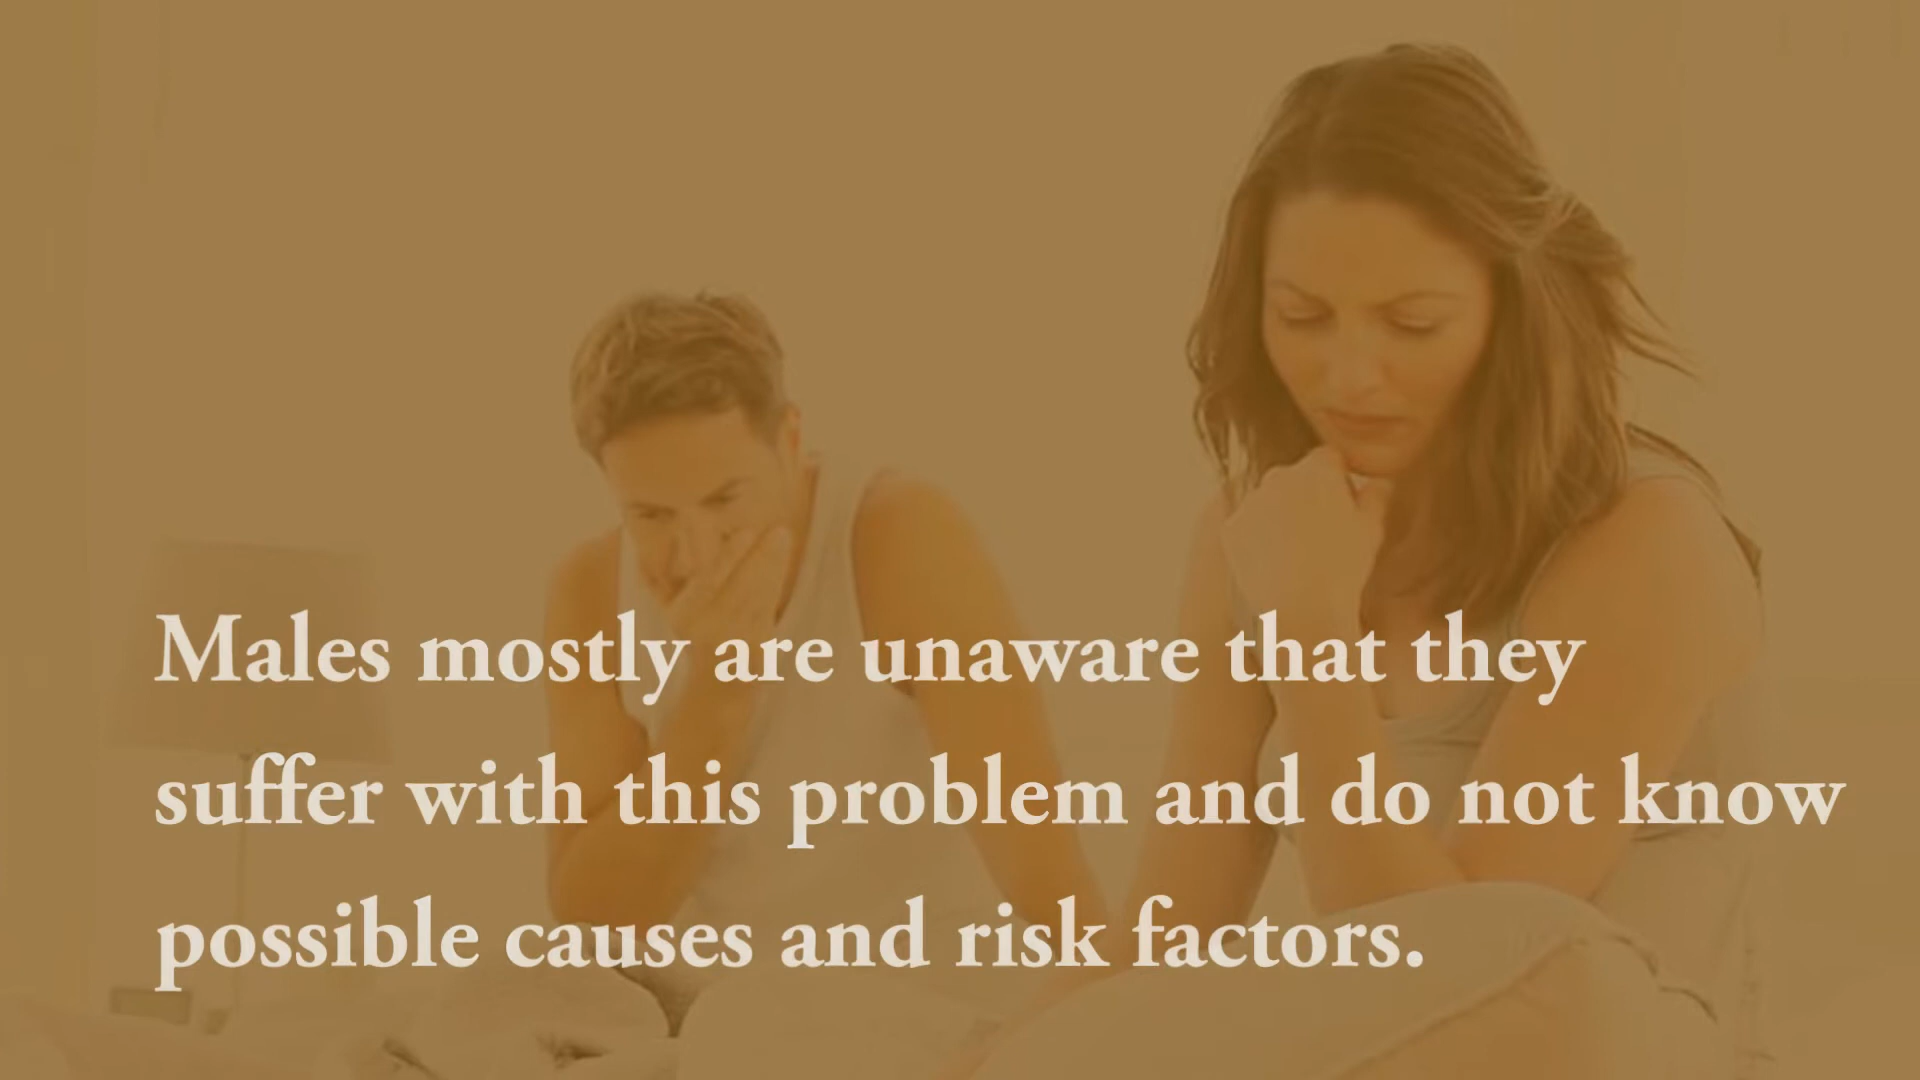 Males mostly are unaware that they
suffer with this problem and do not know
possible causes and risk factors.